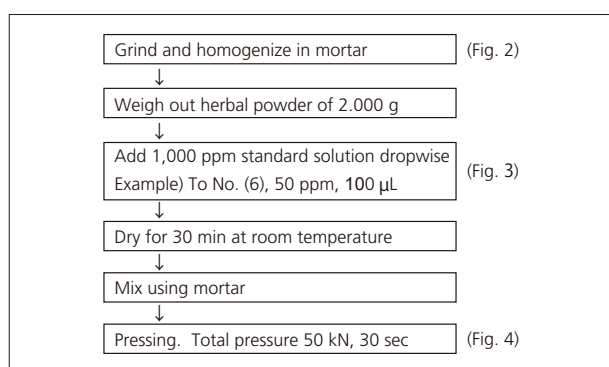 Grind and homogenize in mortar (Fig. 2)
↓
Weigh out herbal powder of 2.000 g
↓
Add 1,000 ppm standard solution dropwise
Example) To No. (6), 50 ppm, 100 µL (Fig. 3)
↓
Dry for 30 min at room temperature
↓
Mix using mortar
↓
Pressing. Total pressure 50 kN, 30 sec (Fig. 4)